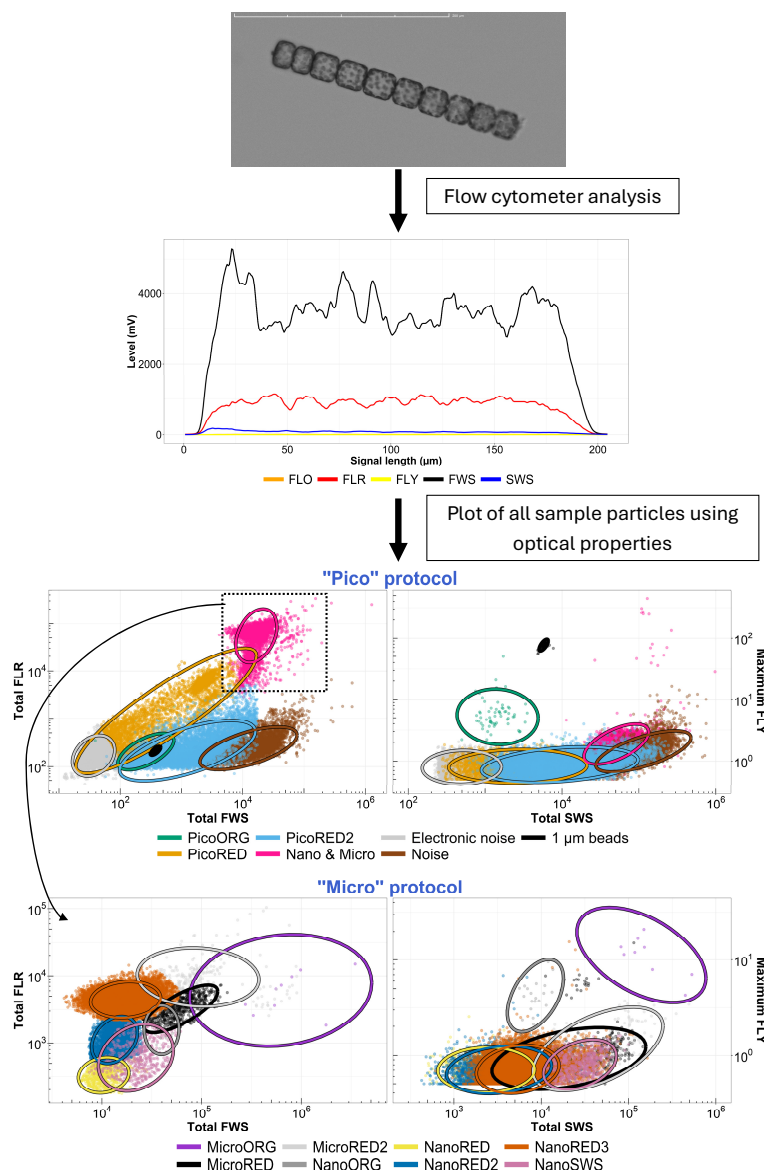 Flow cytometer analysis
Level (mV)
4000
2000
0
0 50 100 150 200
Signal length (µm)
FLO FLR FLY FWS SWS
Plot of all sample particles using
optical properties
"Pico" protocol
Total FLR
10⁴
10²
10² 10⁴ 10⁶
Total FWS
Maximum FLY
10²
10¹
10⁰
10² 10⁴ 10⁶
Total SWS
PicoORG PicoRED2 Electronic noise 1 µm beads
PicoRED Nano & Micro Noise
"Micro" protocol
Total FLR
10⁵
10⁴
10³
10⁴ 10⁵ 10⁶
Total FWS
Maximum FLY
10¹
10⁰
10³ 10⁴ 10⁵ 10⁶
Total SWS
MicroORG MicroRED2 NanoRED NanoRED3
MicroRED NanoORG NanoRED2 NanoSWS